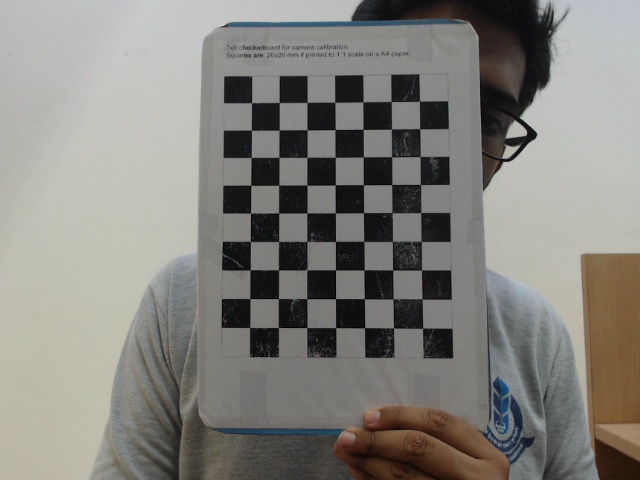 7x9 checkerboard for camera calibration.
Squares are: 20x20 mm if printed to 1:1 scale on a A4 paper.